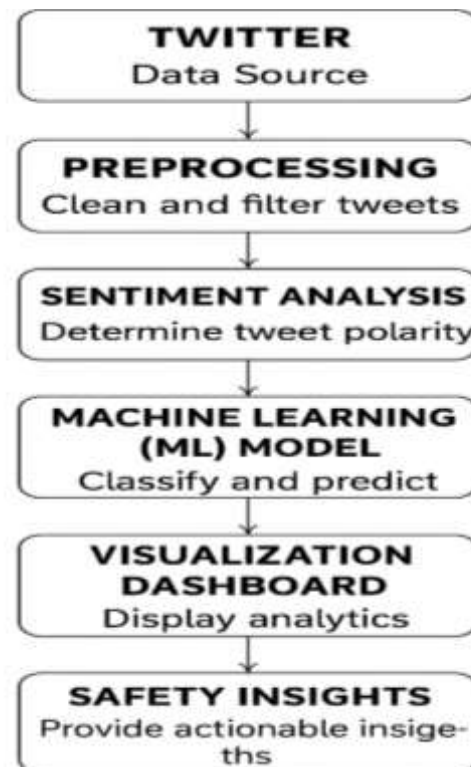 TWITTER
Data Source
PREPROCESSING
Clean and filter tweets
SENTIMENT ANALYSIS
Determine tweet polarity
MACHINE LEARNING
(ML) MODEL
Classify and predict
VISUALIZATION
DASHBOARD
Display analytics
SAFETY INSIGHTS
Provide actionable insige-
ths